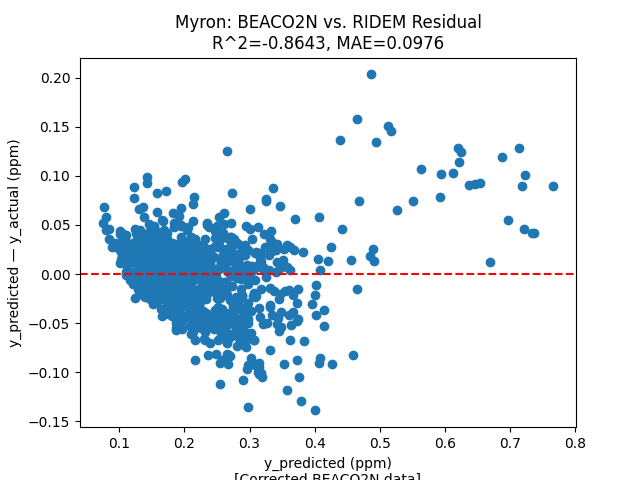 Myron: BEACO2N vs. RIDEM Residual
R^2=-0.8643, MAE=0.0976
y_predicted — y_actual (ppm)
0.20
0.15
0.10
0.05
0.00
−0.05
−0.10
−0.15
0.1 0.2 0.3 0.4 0.5 0.6 0.7 0.8
y_predicted (ppm)
[Corrected BEACO2N data]